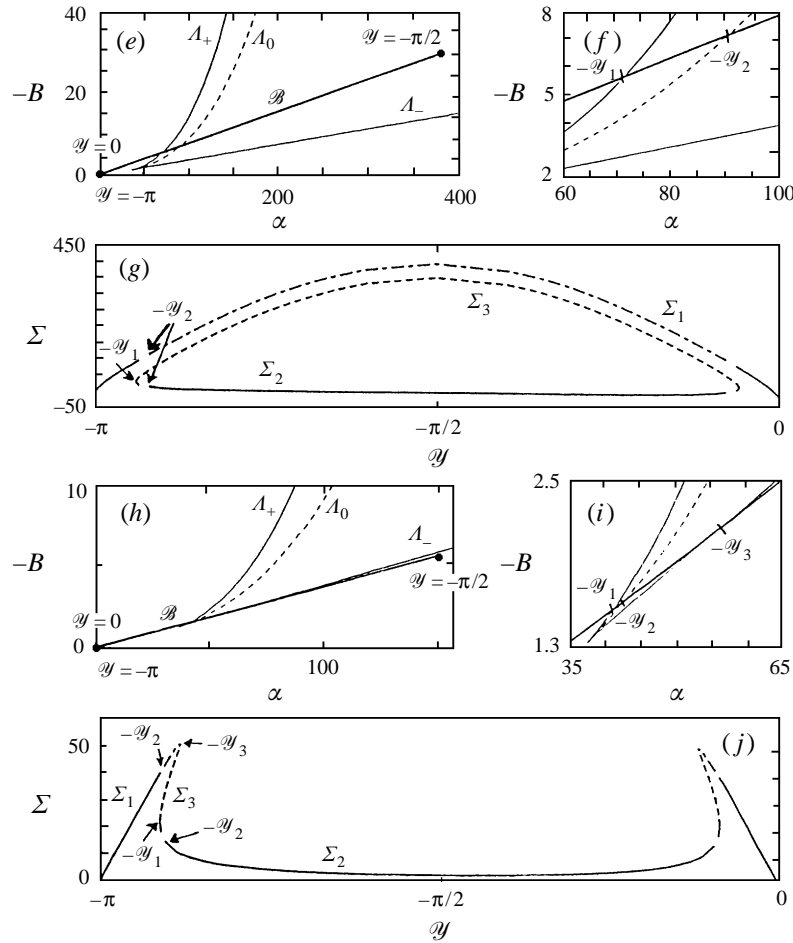 40
(e)
Λ₊
Λ₀
𝒴 = −π/2
−B
20
ℬ
Λ₋
𝒴 = 0
0
𝒴 = −π
200
400
α
8
(f)
−𝒴₁
−𝒴₂
−B
5
2
60
80
100
α
450
(g)
−𝒴₂
−𝒴₁
Σ₃
Σ₁
Σ
Σ₂
−50
−π
−π/2
0
𝒴
10
(h)
Λ₊
Λ₀
Λ₋
−B
𝒴 = −π/2
ℬ
𝒴 = 0
0
𝒴 = −π
100
α
2.5
(i)
−𝒴₃
−B
−𝒴₁
−𝒴₂
1.3
35
65
α
−𝒴₂
−𝒴₃
(j)
50
Σ₁
Σ₃
Σ
−𝒴₂
−𝒴₁
Σ₂
0
−π
−π/2
0
𝒴